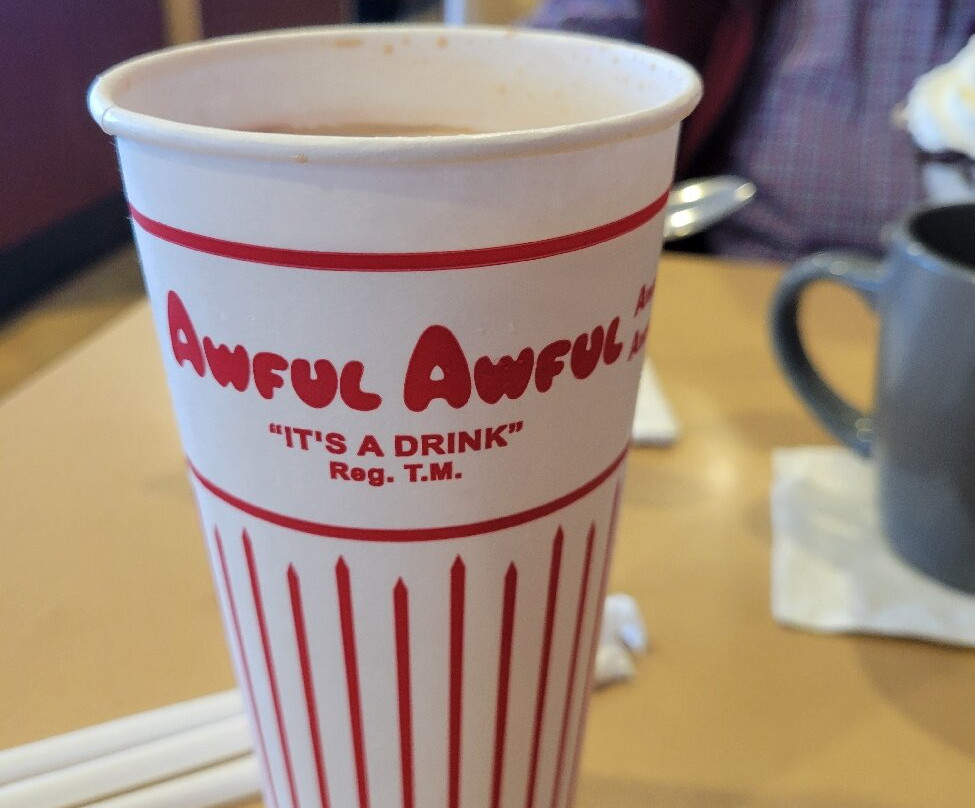 AWFUL AWFUL
“IT'S A DRINK”
Reg. T.M.